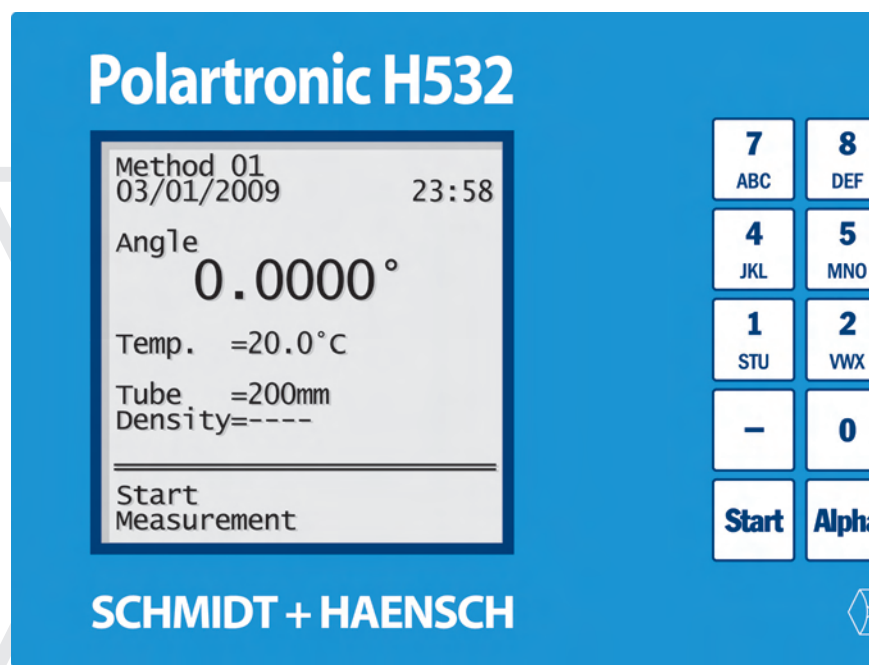 Polartronic H532
Method 01
03/01/2009 23:58
Angle
0.0000°
Temp. =20.0°C
Tube =200mm
Density=----
Start
Measurement
SCHMIDT + HAENSCH
7 8
ABC DEF
4 5
JKL MNO
1 2
STU VWX
– 0
Start Alpha